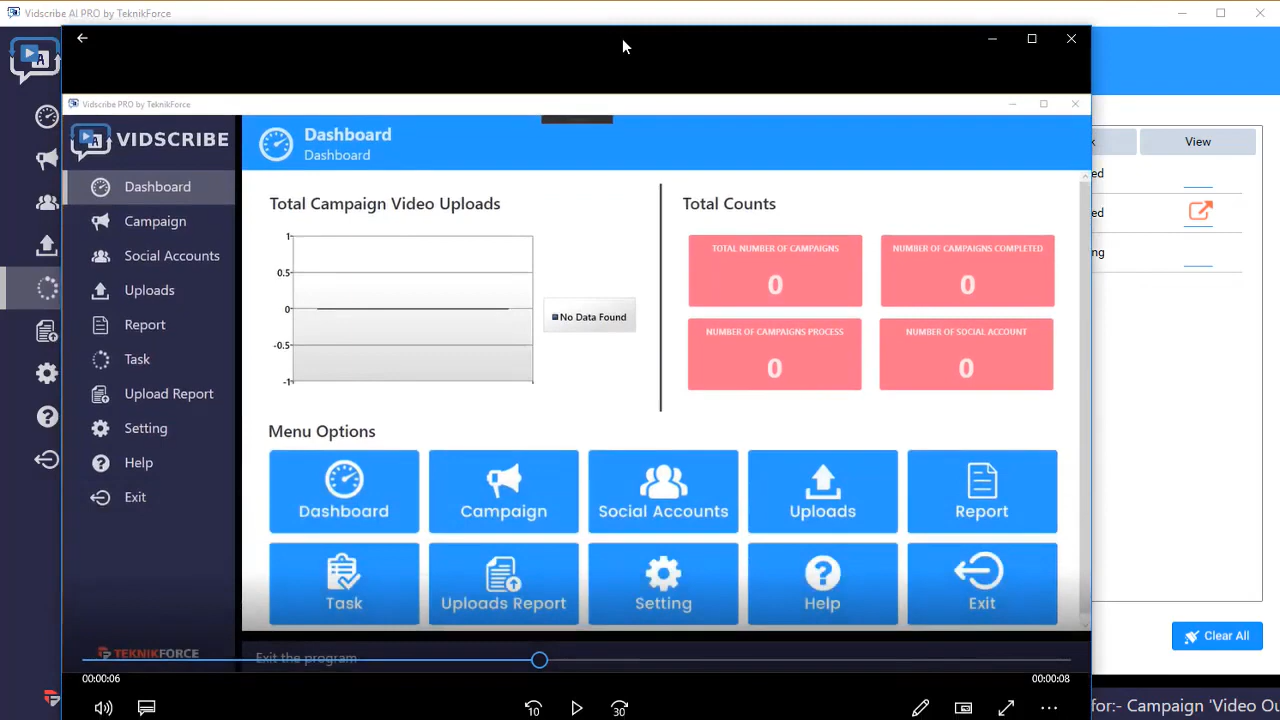 Vidscribe AI PRO by TeknikForce
Vidscribe PRO by TeknikForce
VIDSCRIBE
Dashboard
Campaign
Social Accounts
Uploads
Report
Task
Upload Report
Setting
Help
Exit
TEKNIKFORCE
Dashboard
Dashboard
Total Campaign Video Uploads
1
0.5
0
-0.5
-1
No Data Found
Total Counts
TOTAL NUMBER OF CAMPAIGNS
0
NUMBER OF CAMPAIGNS COMPLETED
0
NUMBER OF CAMPAIGNS PROCESS
0
NUMBER OF SOCIAL ACCOUNT
0
Menu Options
Dashboard
Campaign
Social Accounts
Uploads
Report
Task
Uploads Report
Setting
Help
Exit
Exit the program
00:00:06
00:00:08
10
30
View
ed
ed
ng
Clear All
for:- Campaign 'Video Ou